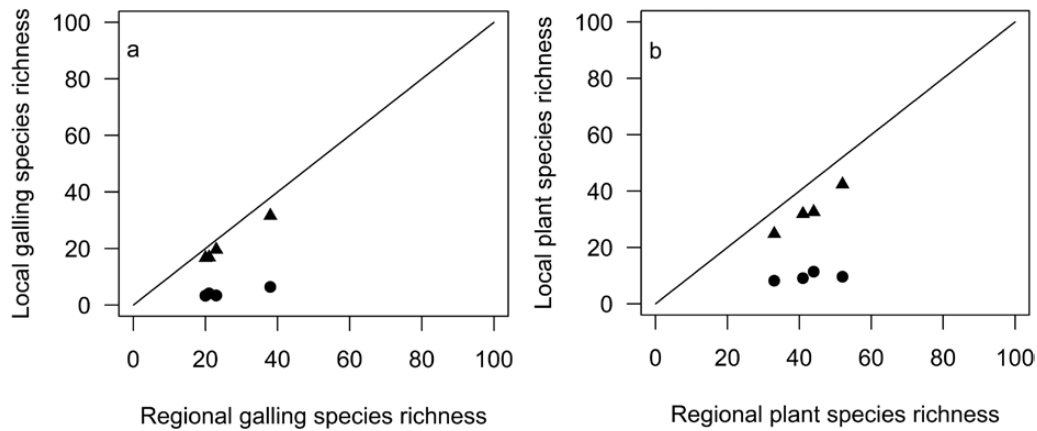 a
Local galling species richness
100
80
60
40
20
0
0 20 40 60 80 100
Regional galling species richness
b
Local plant species richness
100
80
60
40
20
0
0 20 40 60 80 100
Regional plant species richness